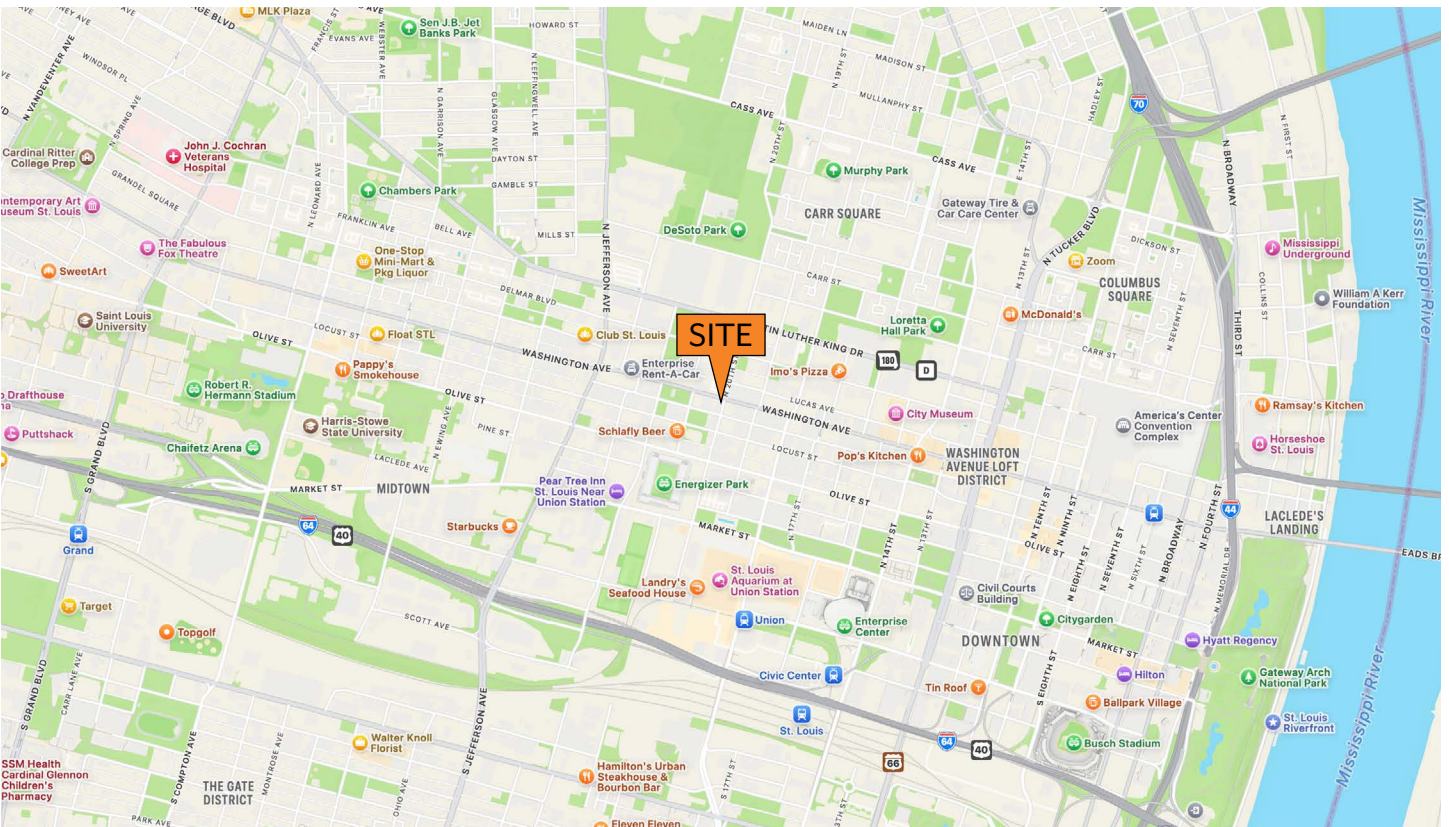 MLK Plaza
Sen J.B. Jet
Banks Park
HOWARD ST
EVANS AVE
FRANCIS ST
WEBSTER AVE
MAIDEN LN
MADISON ST
N 19TH ST
MULLANPHY ST
HADLEY ST
70
WINDSOR PL
N VANDEVENTER AVE
N SPRING AVE
N GARRISON AVE
GLASGOW AVE
N LEFFINGWELL AVE
CASS AVE
N 20TH ST
CASS AVE
E 14TH ST
N BROADWAY
N FIRST ST
Cardinal Ritter
College Prep
John J. Cochran
Veterans
Hospital
DAYTON ST
GAMBLE ST
GRANDEL SQUARE
N LEONARD AVE
Chambers Park
Murphy Park
CARR SQUARE
Gateway Tire &
Car Care Center
N TUCKER BLVD
ontemporary Art
useum St. Louis
FRANKLIN AVE
BELL AVE
MILLS ST
N JEFFERSON AVE
DeSoto Park
DICKSON ST
Mississippi River
The Fabulous
Fox Theatre
One-Stop
Mini-Mart &
Pkg Liquor
N 13TH ST
Zoom
Mississippi
Underground
SweetArt
CARR ST
COLUMBUS
SQUARE
COLLINS ST
DELMAR BLVD
N SEVENTH ST
William A Kerr
Foundation
Saint Louis
University
LOCUST ST
Float STL
Club St. Louis
SITE
TIN LUTHER KING DR
Loretta
Hall Park
McDonald's
THIRD ST
OLIVE ST
WASHINGTON AVE
Enterprise
Rent-A-Car
N 20TH ST
Imo's Pizza
180
D
CARR ST
Pappy's
Smokehouse
Robert R.
Hermann Stadium
OLIVE ST
LUCAS AVE
WASHINGTON AVE
City Museum
Ramsay's Kitchen
Drafthouse
Puttshack
Harris-Stowe
State University
N EWING AVE
PINE ST
Schlafly Beer
America's Center
Convention
Complex
Horseshoe
St. Louis
Chaifetz Arena
LACLEDE AVE
LOCUST ST
Pop's Kitchen
WASHINGTON
AVENUE LOFT
DISTRICT
S GRAND BLVD
MARKET ST
MIDTOWN
Pear Tree Inn
St. Louis Near
Union Station
Energizer Park
OLIVE ST
N TENTH ST
N NINTH ST
N FOURTH ST
44
LACLEDE'S
LANDING
64
40
Starbucks
MARKET ST
N 17TH ST
N 14TH ST
N 13TH ST
OLIVE ST
N EIGHTH ST
N SEVENTH ST
N SIXTH ST
N BROADWAY
N MEMORIAL DR
Grand
EADS BR
Landry's
Seafood House
St. Louis
Aquarium at
Union Station
Civil Courts
Building
Target
SCOTT AVE
Union
Enterprise
Center
Citygarden
Topgolf
DOWNTOWN
MARKET ST
Hyatt Regency
S GRAND BLVD
CARR LANE AVE
Civic Center
S EIGHTH ST
Hilton
Gateway Arch
National Park
Tin Roof
Ballpark Village
S JEFFERSON AVE
St. Louis
St. Louis
Riverfront
Walter Knoll
Florist
64
40
Busch Stadium
Mississippi River
SSM Health
Cardinal Glennon
Children's
Pharmacy
S COMPTON AVE
THE GATE
DISTRICT
MONTROSE AVE
OHIO AVE
Hamilton's Urban
Steakhouse &
Bourbon Bar
S 17TH ST
66
PARK AVE
Eleven Eleven